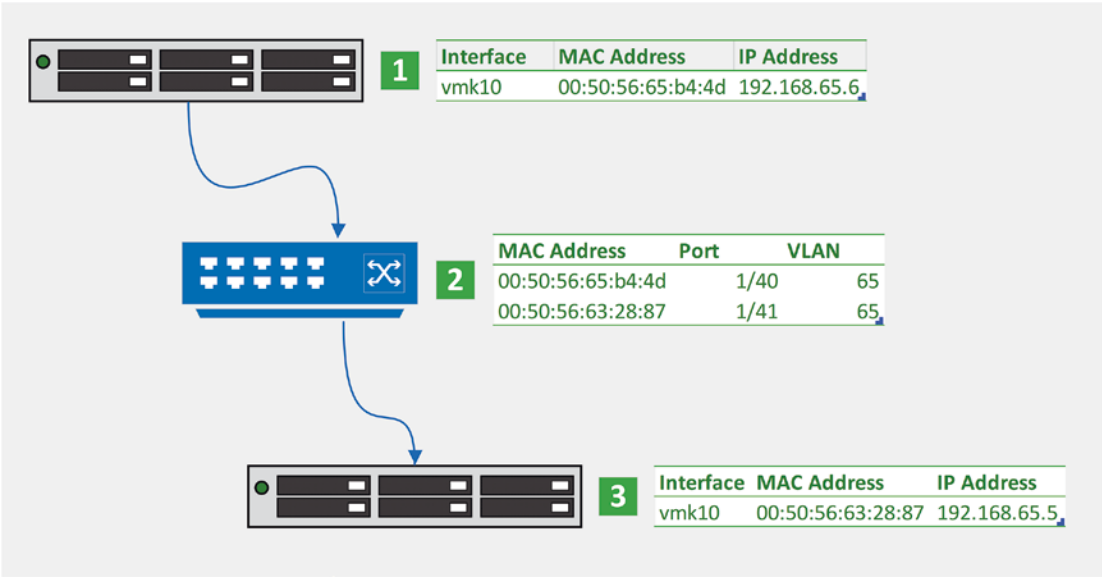 1
Interface MAC Address IP Address
vmk10 00:50:56:65:b4:4d 192.168.65.6
2
MAC Address Port VLAN
00:50:56:65:b4:4d 1/40 65
00:50:56:63:28:87 1/41 65
3
Interface MAC Address IP Address
vmk10 00:50:56:63:28:87 192.168.65.5